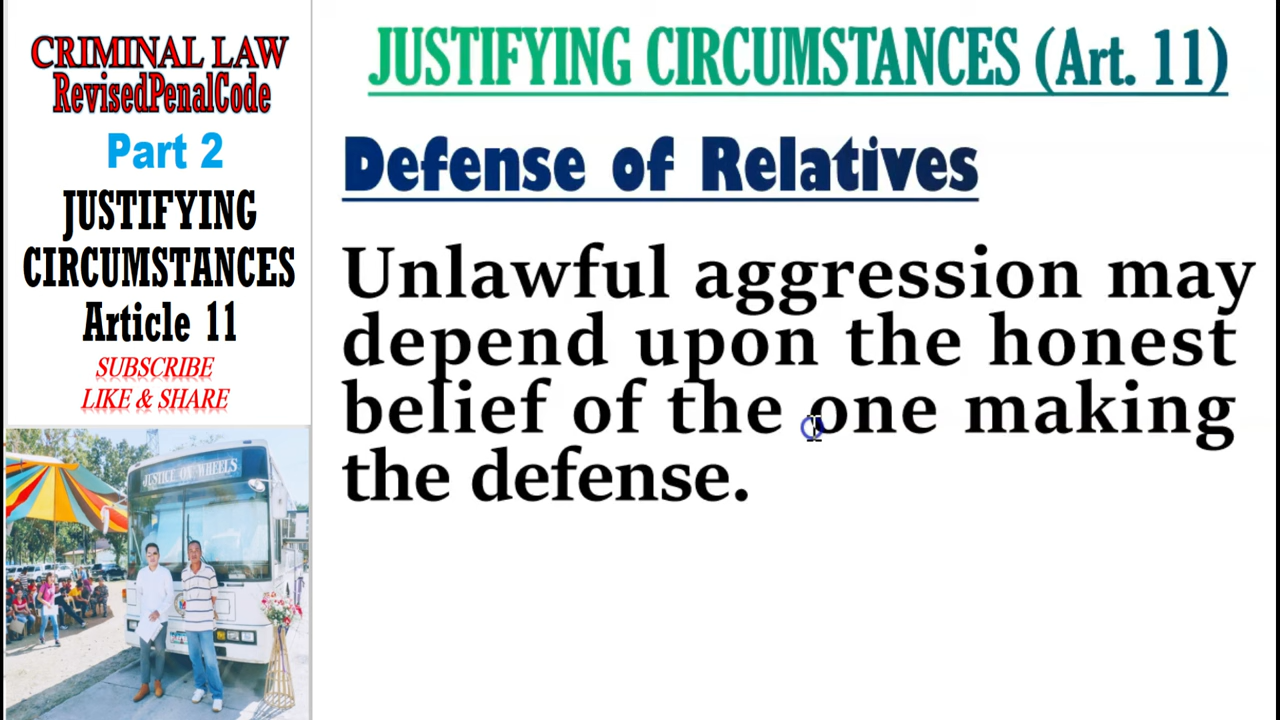 CRIMINAL LAW
RevisedPenalCode
Part 2
JUSTIFYING
CIRCUMSTANCES
Article 11
SUBSCRIBE
LIKE & SHARE
JUSTICE ON WHEELS
JUSTIFYING CIRCUMSTANCES (Art. 11)
Defense of Relatives
Unlawful aggression may
depend upon the honest
belief of the one making
the defense.